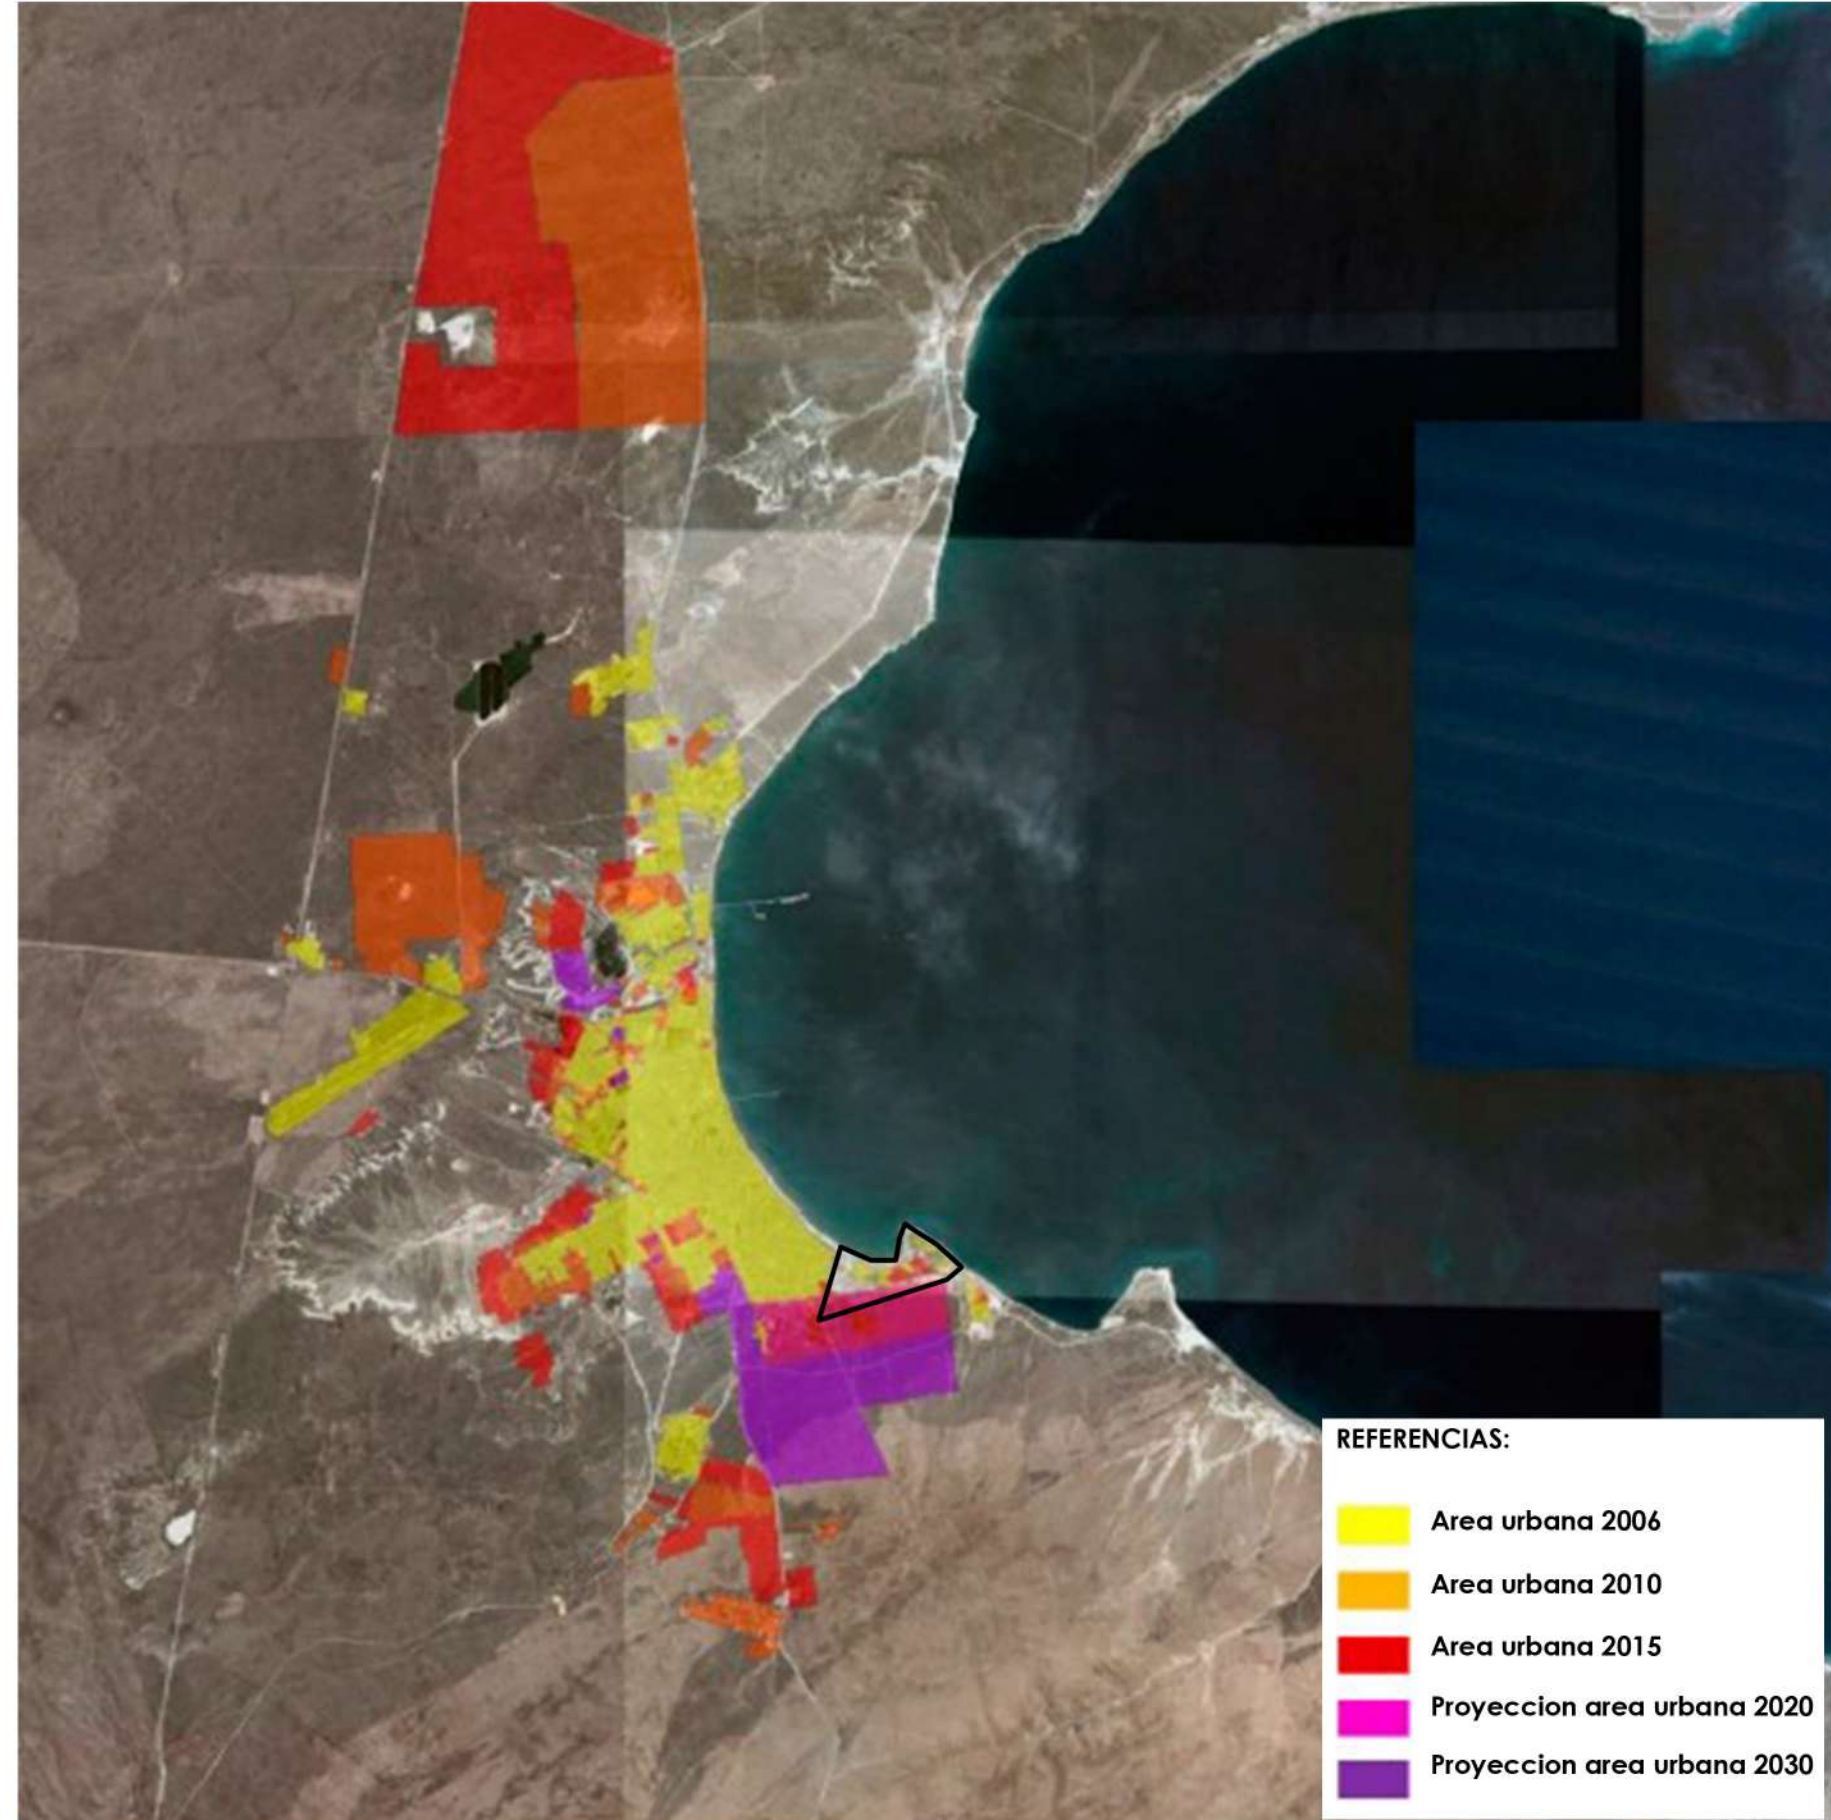 REFERENCIAS:
Area urbana 2006
Area urbana 2010
Area urbana 2015
Proyeccion area urbana 2020
Proyeccion area urbana 2030